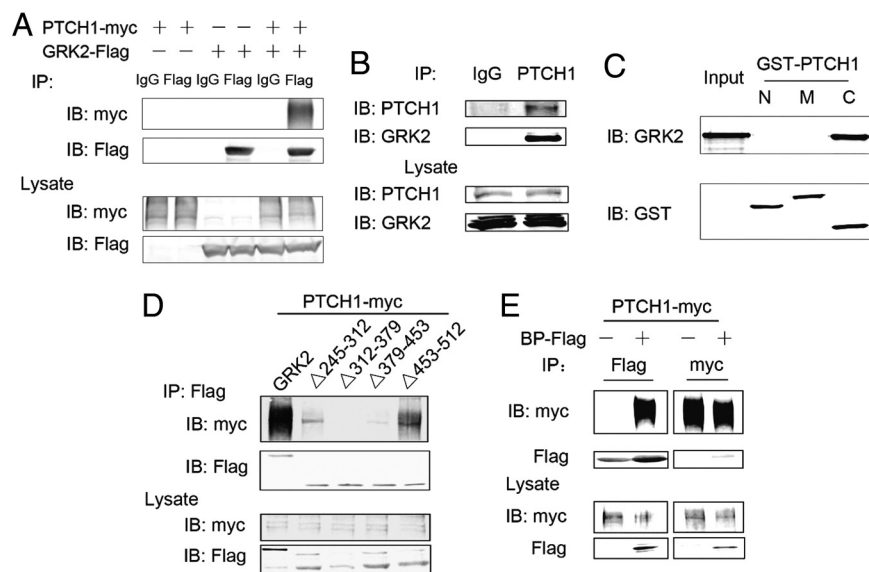 A
PTCH1-myc + + − − + +
GRK2-Flag − − + + + +
IP: IgG Flag IgG Flag IgG Flag
IB: myc
IB: Flag
Lysate
IB: myc
IB: Flag
B
IP: IgG PTCH1
IB: PTCH1
IB: GRK2
Lysate
IB: PTCH1
IB: GRK2
C
GST-PTCH1
Input N M C
IB: GRK2
IB: GST
D
PTCH1-myc
GRK2 △245-312 △312-379 △379-453 △453-512
IP: Flag
IB: myc
IB: Flag
Lysate
IB: myc
IB: Flag
E
PTCH1-myc
BP-Flag − + − +
IP: Flag myc
IB: myc
Flag
Lysate
IB: myc
Flag